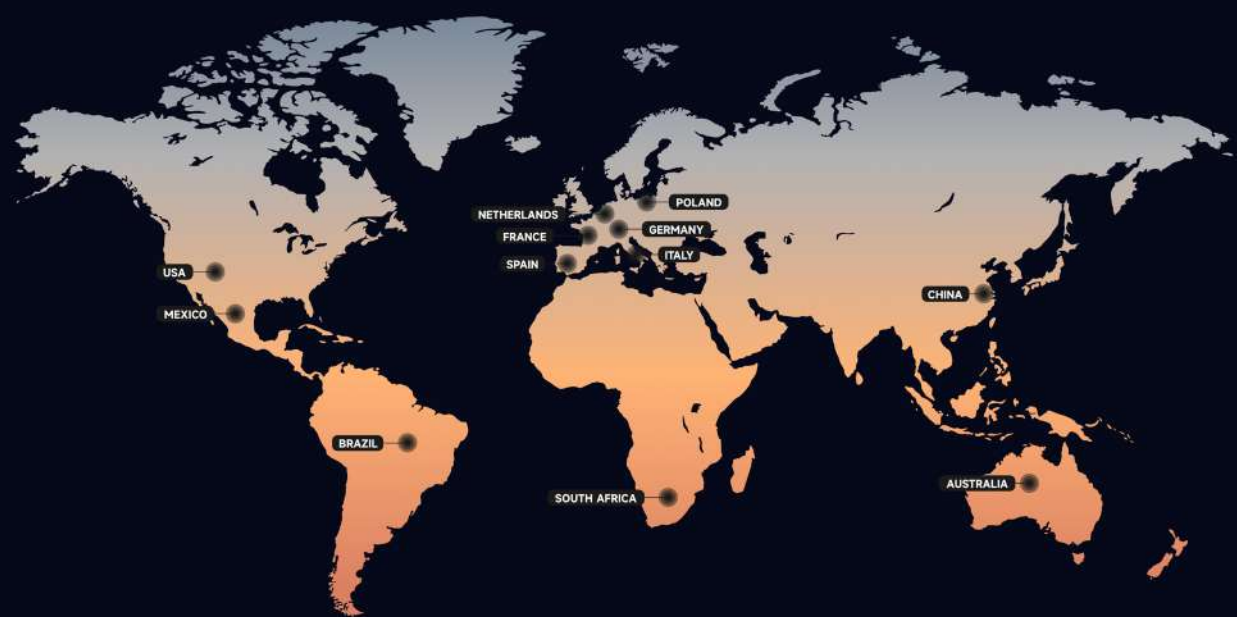 POLAND
NETHERLANDS
GERMANY
FRANCE
ITALY
SPAIN
USA
CHINA
MEXICO
BRAZIL
AUSTRALIA
SOUTH AFRICA